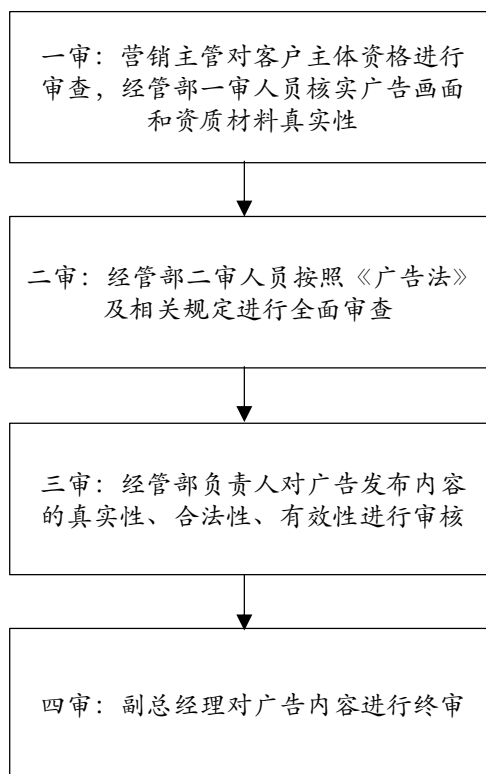 一审：营销主管对客户主体资格进行
审查，经管部一审人员核实广告画面
和资质材料真实性
二审：经管部二审人员按照《广告法》
及相关规定进行全面审查
三审：经管部负责人对广告发布内容
的真实性、合法性、有效性进行审核
四审：副总经理对广告内容进行终审